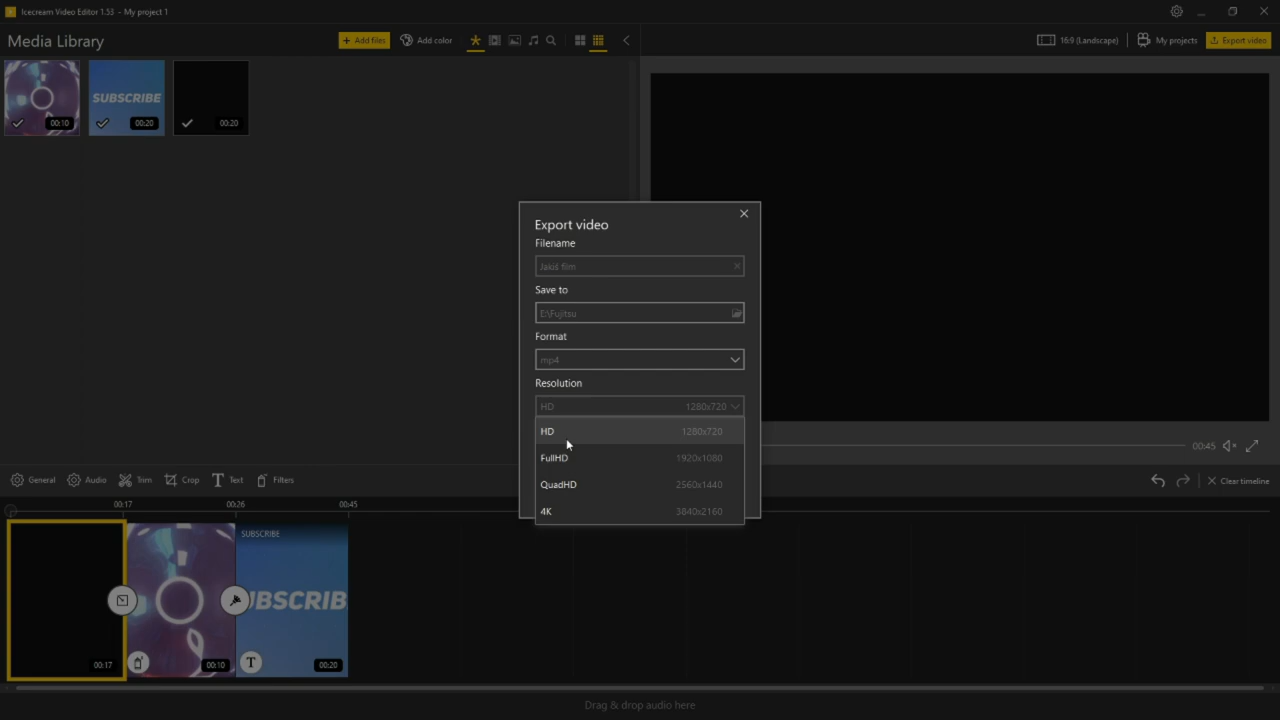 Icecream Video Editor 1.53 - My project 1
Media Library
Add files
Add color
16:9 (Landscape)
My projects
Export video
00:10
SUBSCRIBE
00:20
00:20
Export video
Filename
Jakiś film
Save to
E:\Fujitsu
Format
mp4
Resolution
HD 1280x720
HD 1280x720
FullHD 1920x1080
QuadHD 2560x1440
4K 3840x2160
00:45
General
Audio
Trim
Crop
Text
Filters
Clear timeline
00:17
00:26
00:45
SUBSCRIBE
UBSCRIB
00:17
00:10
T
00:20
Drag & drop audio here